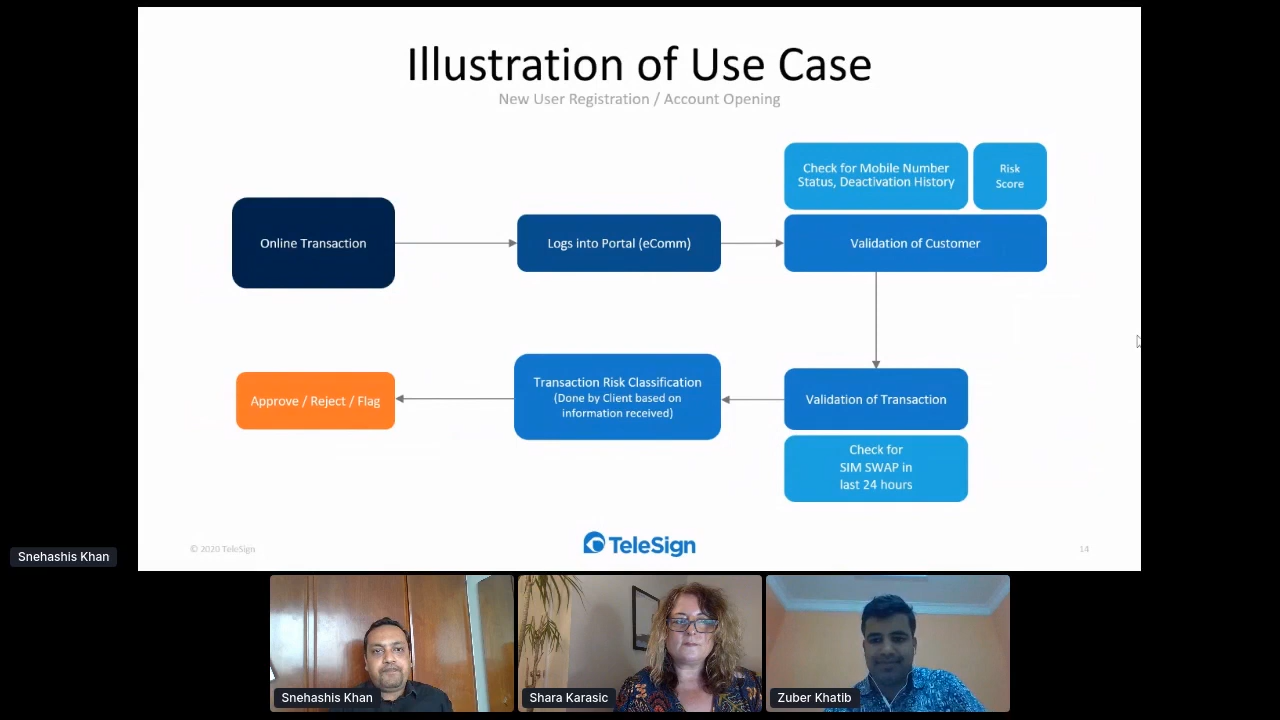 Illustration of Use Case
New User Registration / Account Opening
Check for Mobile Number
Status, Deactivation History
Risk
Score
Online Transaction
Logs into Portal (eComm)
Validation of Customer
Approve / Reject / Flag
Transaction Risk Classification
(Done by Client based on
information received)
Validation of Transaction
Check for
SIM SWAP in
last 24 hours
© 2020 TeleSign
TeleSign
14
Snehashis Khan
Snehashis Khan
Shara Karasic
Zuber Khatib